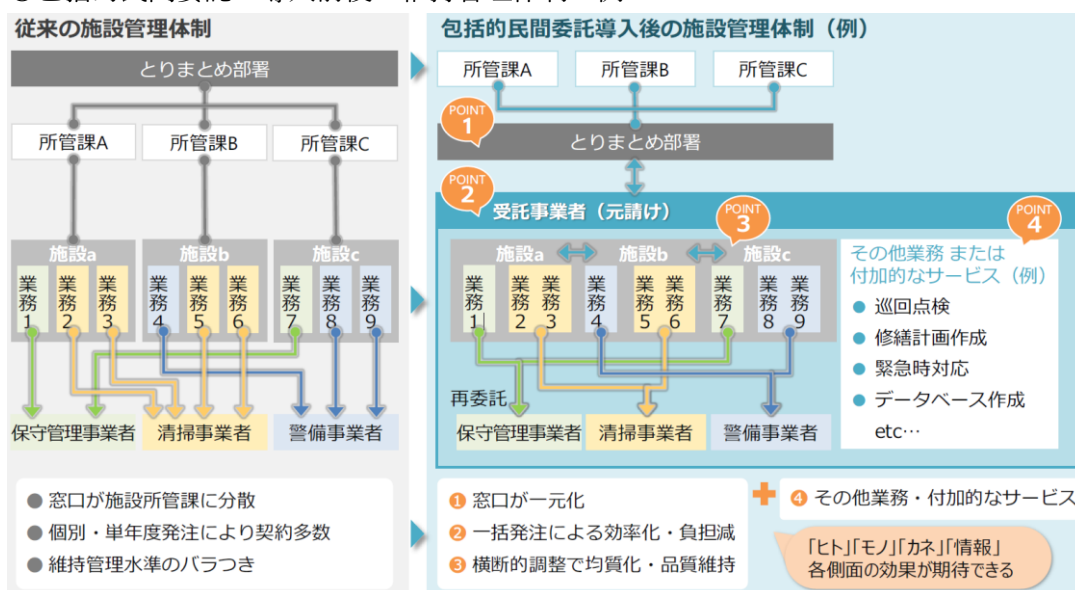 従来の施設管理体制
とりまとめ部署
所管課A
所管課B
所管課C
施設a
施設b
施設c
業務1
業務2
業務3
業務4
業務5
業務6
業務7
業務8
業務9
保守管理事業者
清掃事業者
警備事業者
窓口が施設所管課に分散
個別・単年度発注により契約多数
維持管理水準のバラつき
包括的民間委託導入後の施設管理体制（例）
所管課A
所管課B
所管課C
POINT
1
とりまとめ部署
POINT
2
受託事業者（元請け）
POINT
3
POINT
4
施設a
施設b
施設c
業務1
業務2
業務3
業務4
業務5
業務6
業務7
業務8
業務9
再委託
保守管理事業者
清掃事業者
警備事業者
その他業務 または
付加的なサービス（例）
巡回点検
修繕計画作成
緊急時対応
データベース作成
etc…
1 窓口が一元化
2 一括発注による効率化・負担減
3 横断的調整で均質化・品質維持
4 その他業務・付加的なサービス
「ヒト」「モノ」「カネ」「情報」
各側面の効果が期待できる